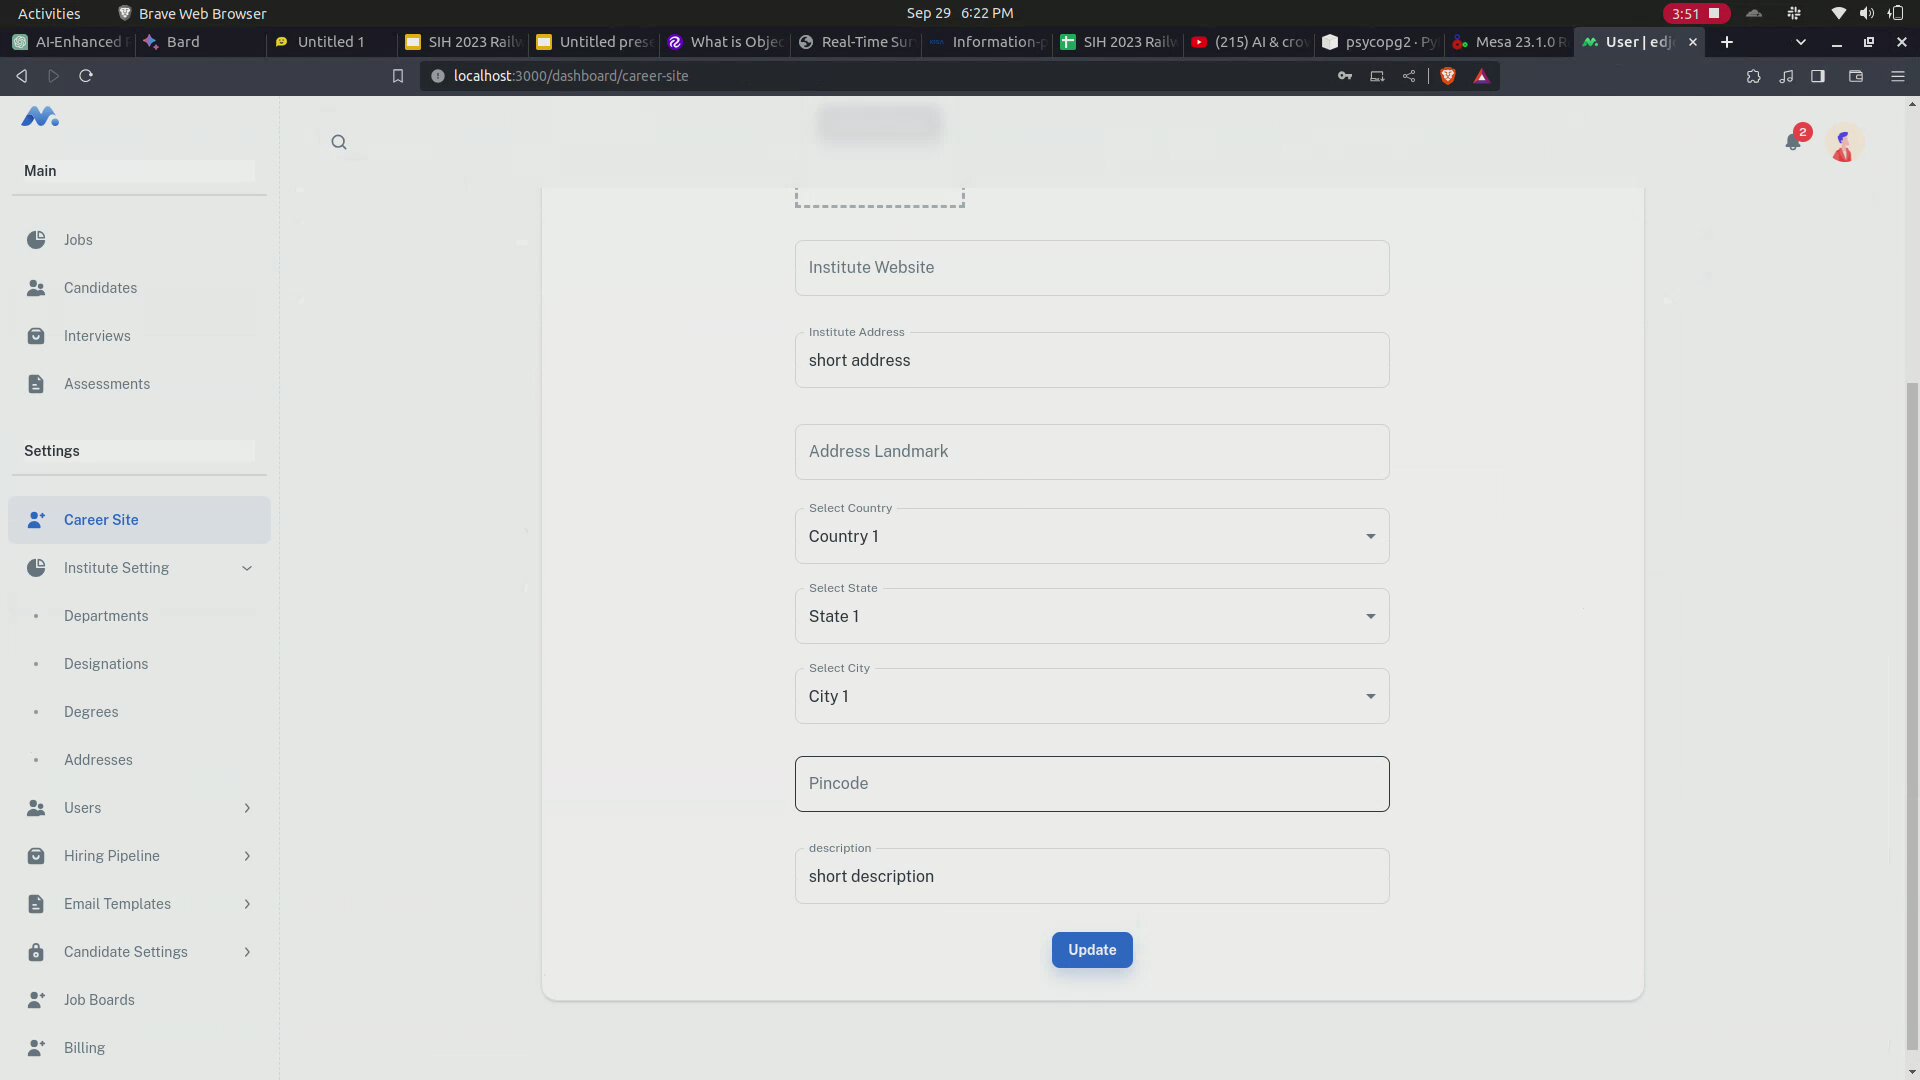 Activities
Brave Web Browser
Sep 29 6:22 PM
3:51
AI-Enhanced
Bard
Untitled 1
SIH 2023 Railw
Untitled prese
What is Objec
Real-Time Sur
Information-p
SIH 2023 Railw
(215) AI & crow
psycopg2 · Py
Mesa 23.1.0 R
User | edj
localhost:3000/dashboard/career-site
2
Main
Jobs
Candidates
Interviews
Assessments
Settings
Career Site
Institute Setting
Departments
Designations
Degrees
Addresses
Users
Hiring Pipeline
Email Templates
Candidate Settings
Job Boards
Billing
Institute Website
Institute Address
short address
Address Landmark
Select Country
Country 1
Select State
State 1
Select City
City 1
Pincode
description
short description
Update